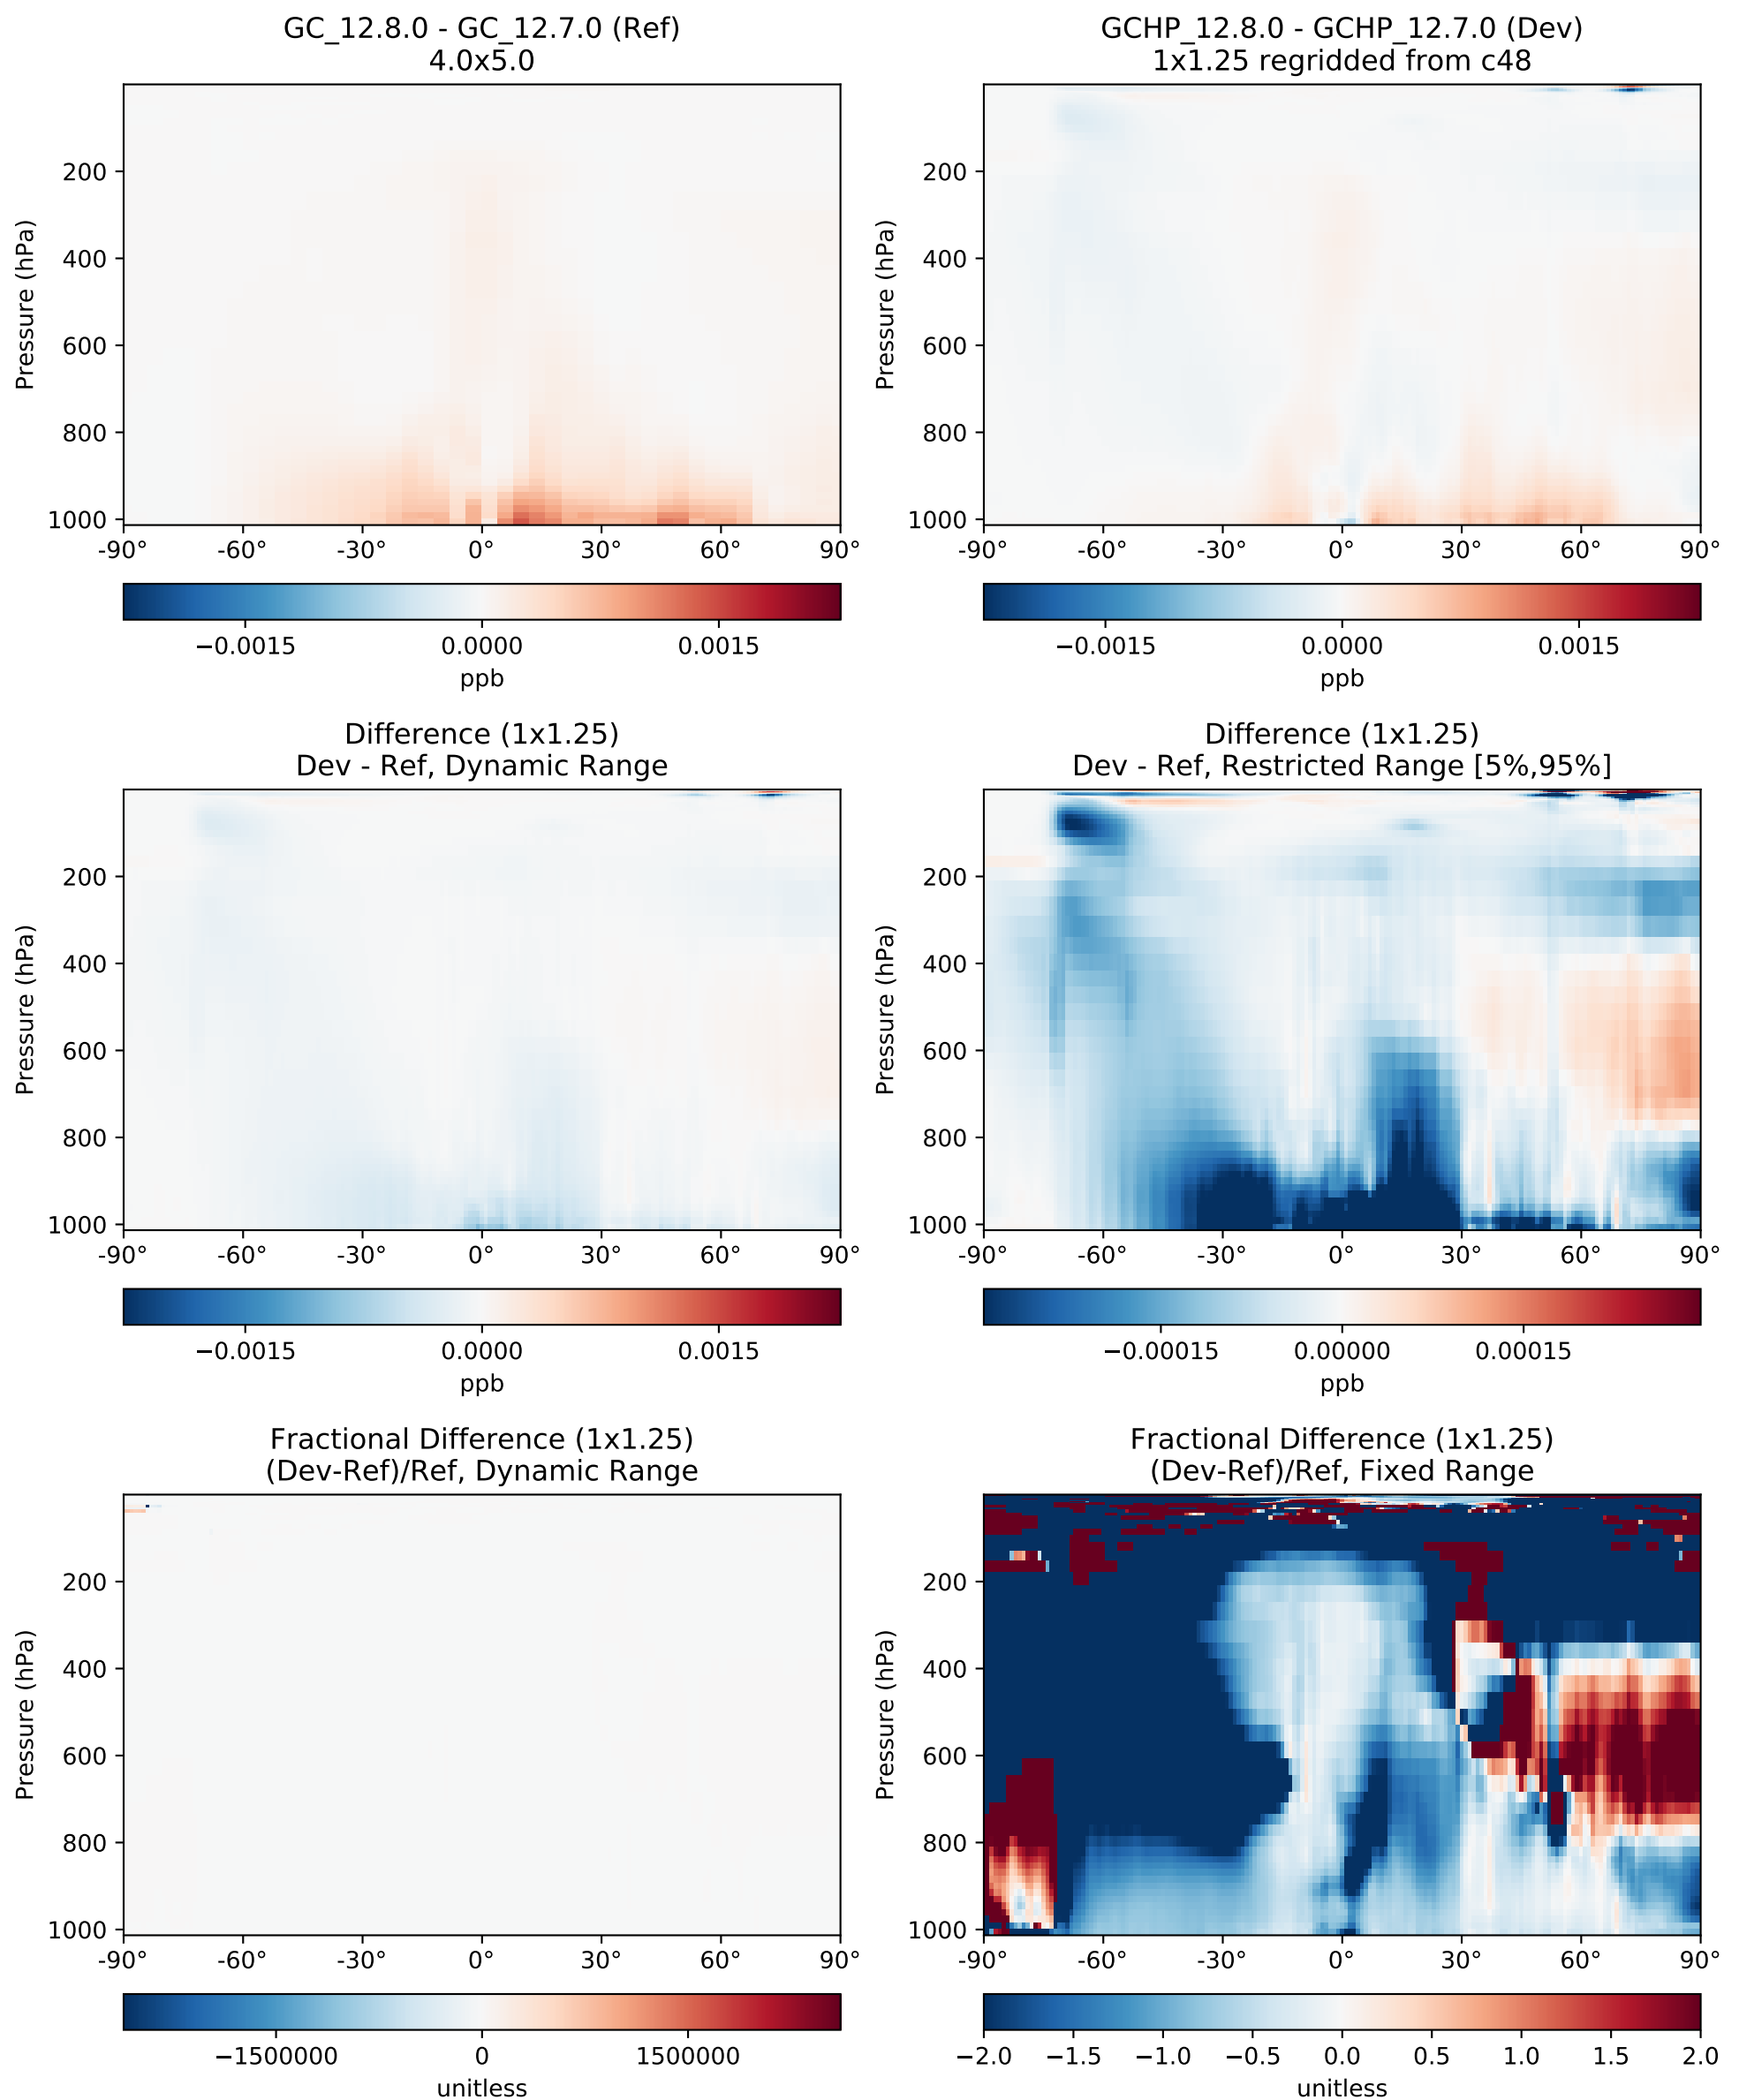 GC_12.8.0 - GC_12.7.0 (Ref)
4.0x5.0
Pressure (hPa)
200
400
600
800
1000
-90° -60° -30° 0° 30° 60° 90°
−0.0015 0.0000 0.0015
ppb
GCHP_12.8.0 - GCHP_12.7.0 (Dev)
1x1.25 regridded from c48
Pressure (hPa)
200
400
600
800
1000
-90° -60° -30° 0° 30° 60° 90°
−0.0015 0.0000 0.0015
ppb
Difference (1x1.25)
Dev - Ref, Dynamic Range
Pressure (hPa)
200
400
600
800
1000
-90° -60° -30° 0° 30° 60° 90°
−0.0015 0.0000 0.0015
ppb
Difference (1x1.25)
Dev - Ref, Restricted Range [5%,95%]
Pressure (hPa)
200
400
600
800
1000
-90° -60° -30° 0° 30° 60° 90°
−0.00015 0.00000 0.00015
ppb
Fractional Difference (1x1.25)
(Dev-Ref)/Ref, Dynamic Range
Pressure (hPa)
200
400
600
800
1000
-90° -60° -30° 0° 30° 60° 90°
−1500000 0 1500000
unitless
Fractional Difference (1x1.25)
(Dev-Ref)/Ref, Fixed Range
Pressure (hPa)
200
400
600
800
1000
-90° -60° -30° 0° 30° 60° 90°
−2.0 −1.5 −1.0 −0.5 0.0 0.5 1.0 1.5 2.0
unitless